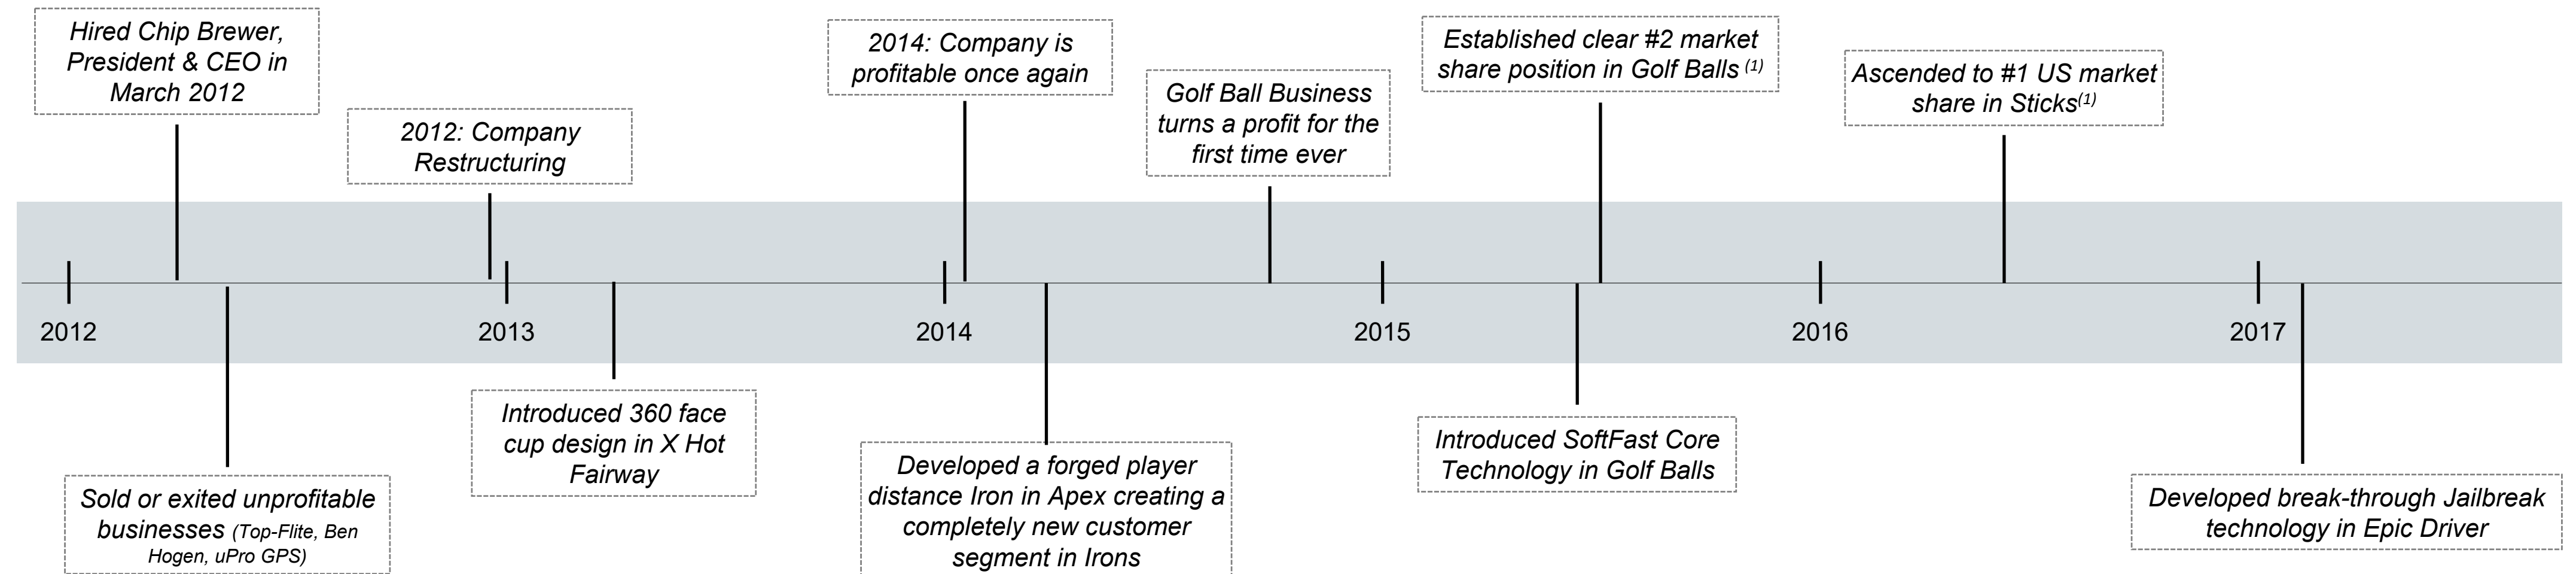 Hired Chip Brewer,
President & CEO in
March 2012
2012: Company
Restructuring
2014: Company is
profitable once again
Golf Ball Business
turns a profit for the
first time ever
Established clear #2 market
share position in Golf Balls (1)
Ascended to #1 US market
share in Sticks(1)
2012
2013
2014
2015
2016
2017
Sold or exited unprofitable
businesses (Top-Flite, Ben
Hogen, uPro GPS)
Introduced 360 face
cup design in X Hot
Fairway
Developed a forged player
distance Iron in Apex creating a
completely new customer
segment in Irons
Introduced SoftFast Core
Technology in Golf Balls
Developed break-through Jailbreak
technology in Epic Driver